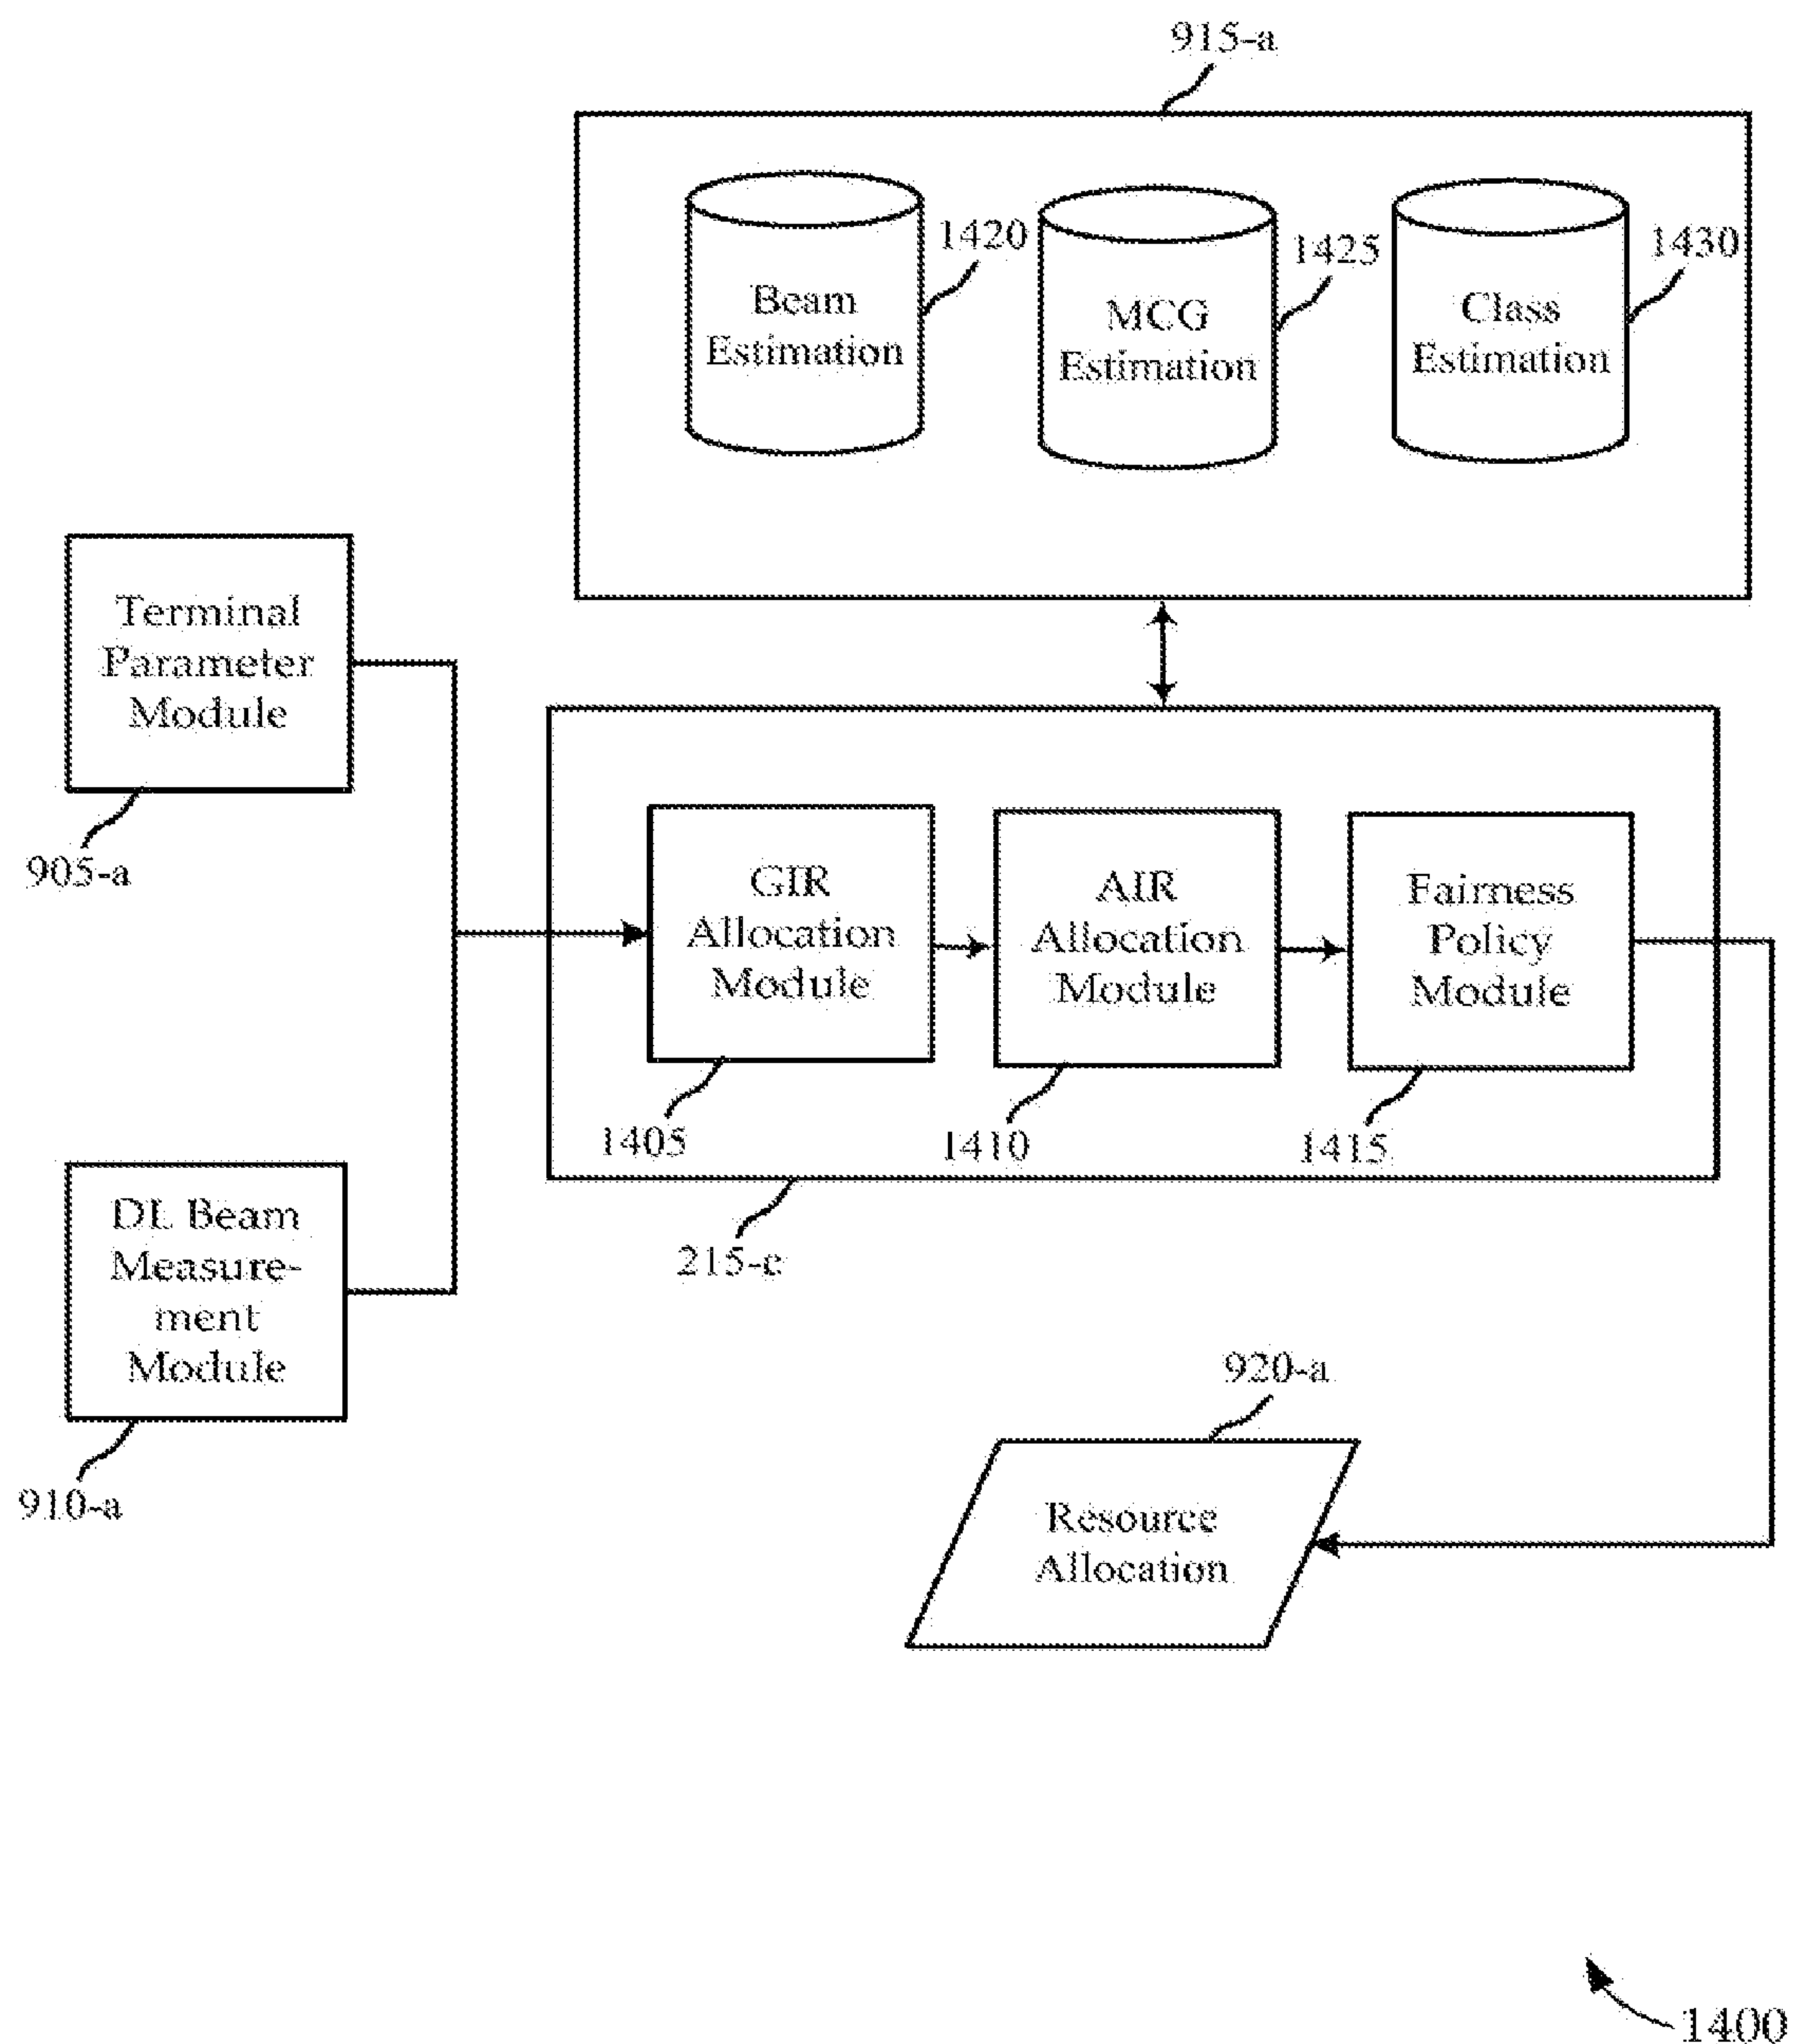 915-a
Beam
Estimation
1420
MCG
Estimation
1425
Class
Estimation
1430
Terminal
Parameter
Module
905-a
GIR
Allocation
Module
1405
AIR
Allocation
Module
1410
Fairness
Policy
Module
1415
215-c
DL Beam
Measure-
ment
Module
910-a
920-a
Resource
Allocation
1400